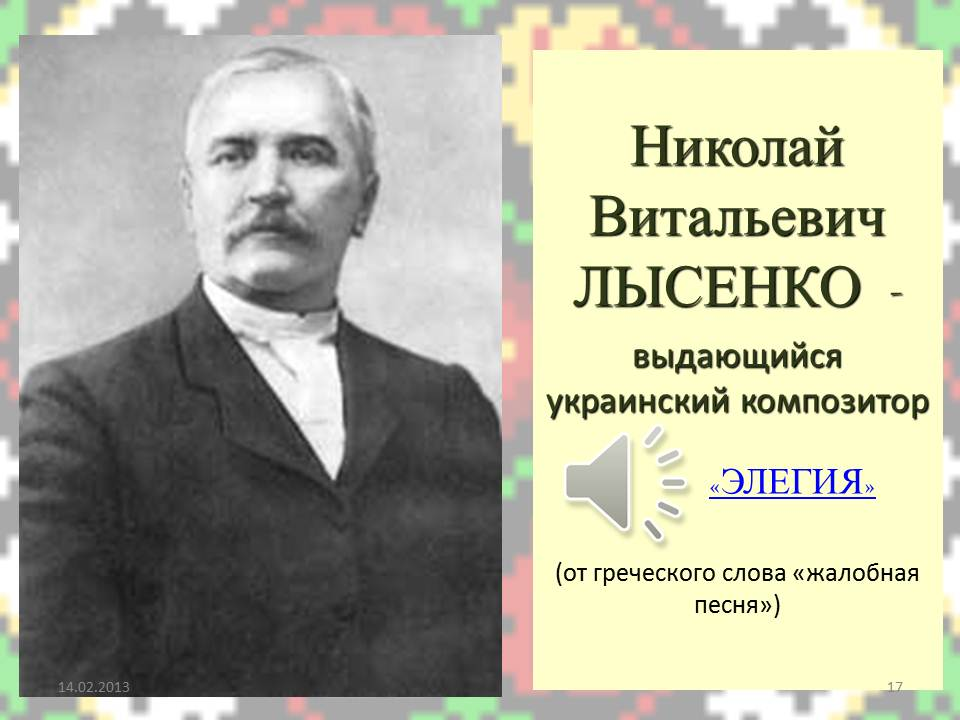 Николай
Витальевич
ЛЫСЕНКО -
выдающийся
украинский композитор
«ЭЛЕГИЯ»
(от греческого слова «жалобная
песня»)
14.02.2013
17